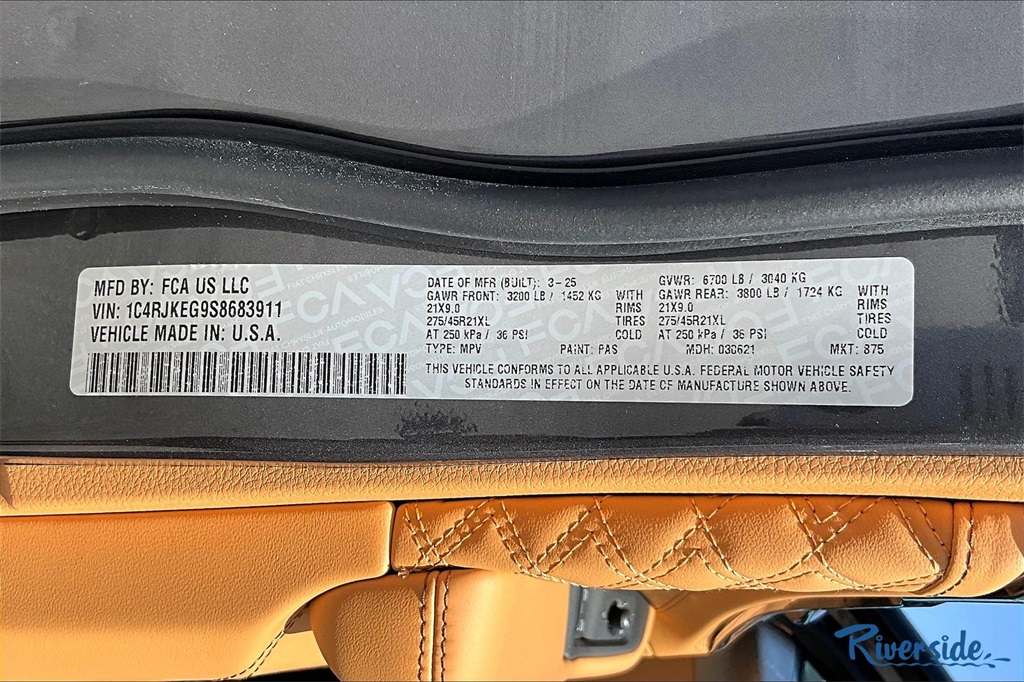 MFD BY: FCA US LLC
VIN: 1C4RJKEG9S8683911
VEHICLE MADE IN: U.S.A.
DATE OF MFR (BUILT): 3-25 GVWR: 6700 LB / 3040 KG
GAWR FRONT: 3200 LB / 1452 KG WITH GAWR REAR: 3800 LB / 1724 KG WITH
21X9.0 RIMS 21X9.0 RIMS
275/45R21XL TIRES 275/45R21XL TIRES
AT 250 kPa / 36 PSI COLD AT 250 kPa / 36 PSI COLD
TYPE: MPV PAINT: PAS MDH: 030621 MKT: 875
THIS VEHICLE CONFORMS TO ALL APPLICABLE U.S.A. FEDERAL MOTOR VEHICLE SAFETY
STANDARDS IN EFFECT ON THE DATE OF MANUFACTURE SHOWN ABOVE.
Riverside